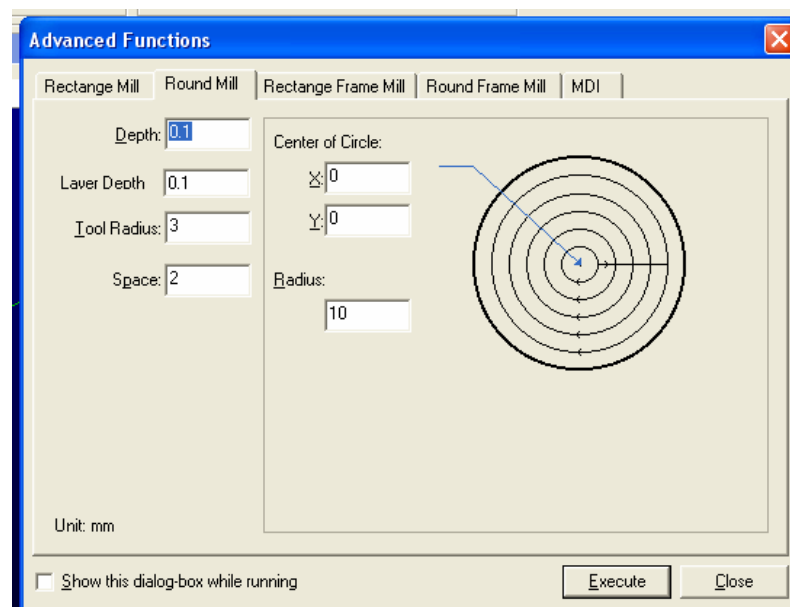 Advanced Functions
Rectange Mill
Round Mill
Rectange Frame Mill
Round Frame Mill
MDI
Depth: 0.1
Layer Depth 0.1
Tool Radius: 3
Space: 2
Center of Circle:
X: 0
Y: 0
Radius:
10
Unit: mm
Show this dialog-box while running
Execute
Close